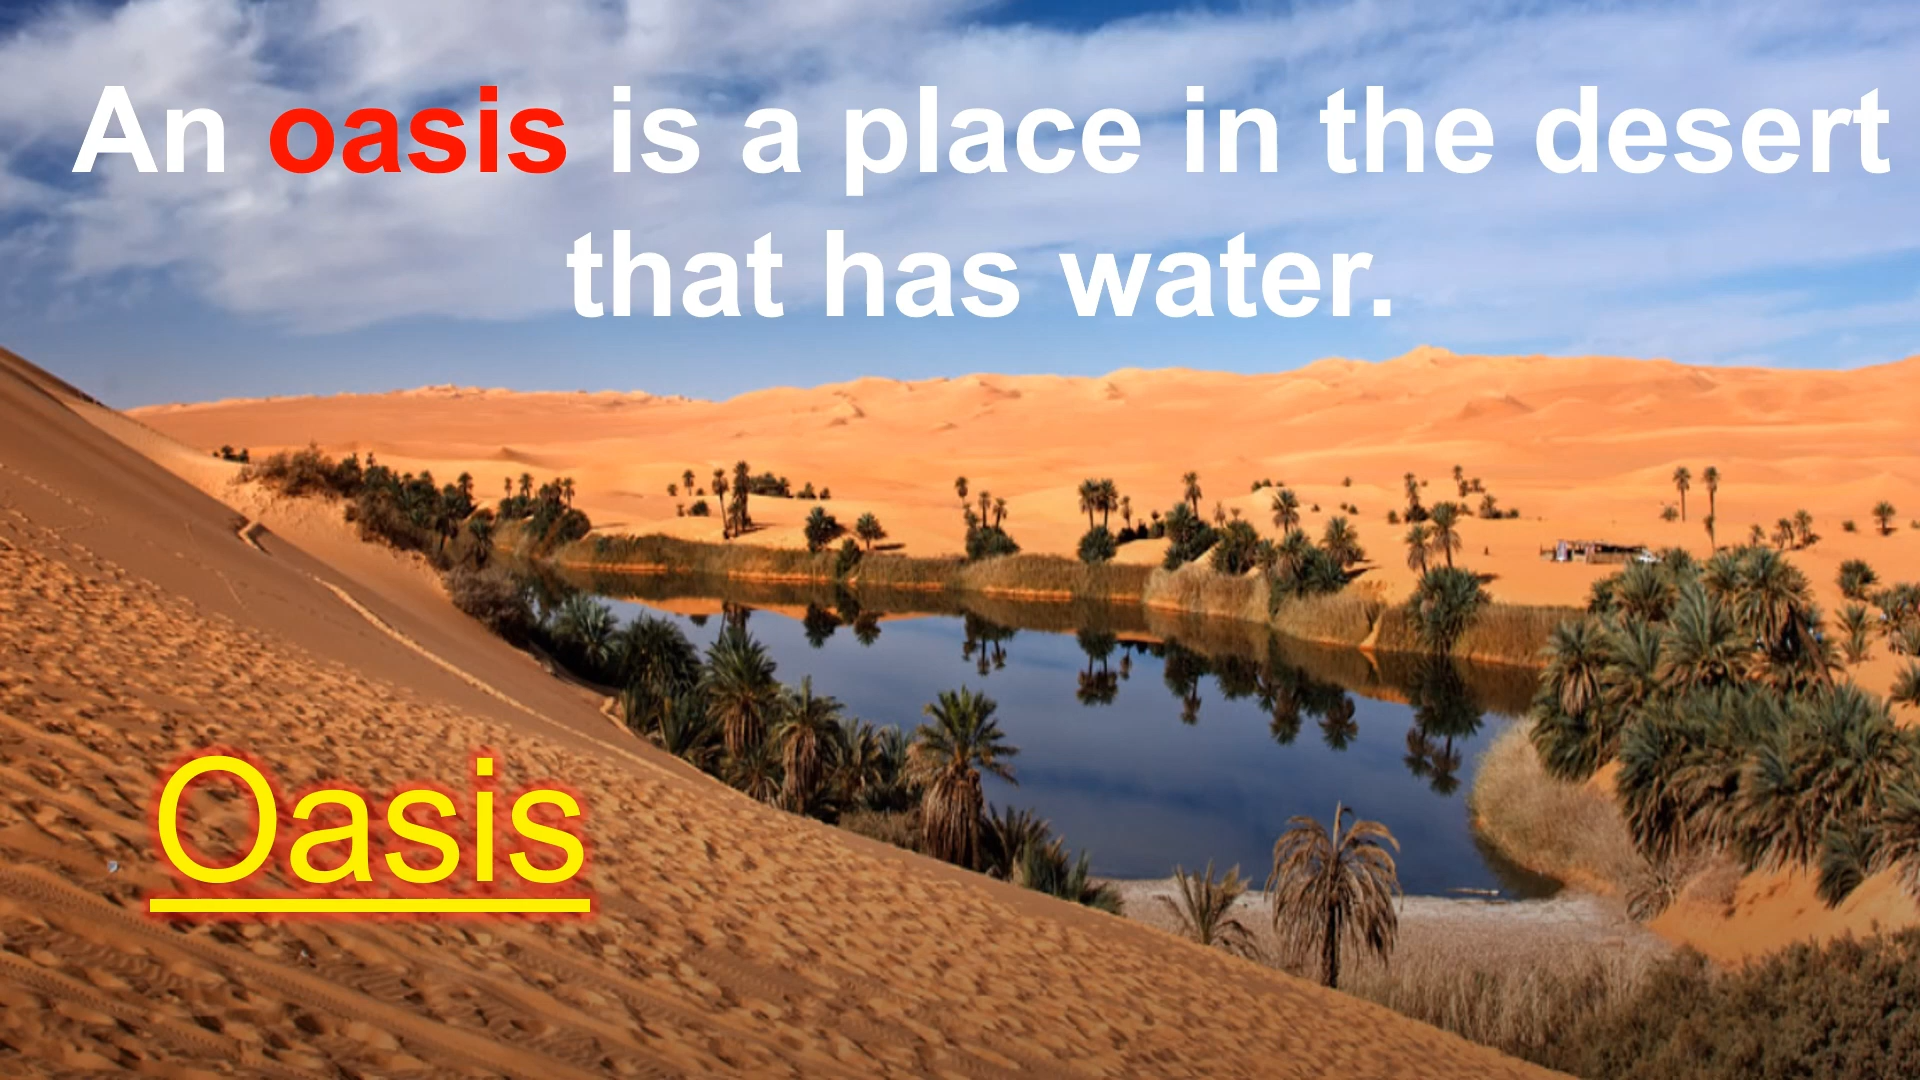 An oasis is a place in the desert
that has water.
Oasis